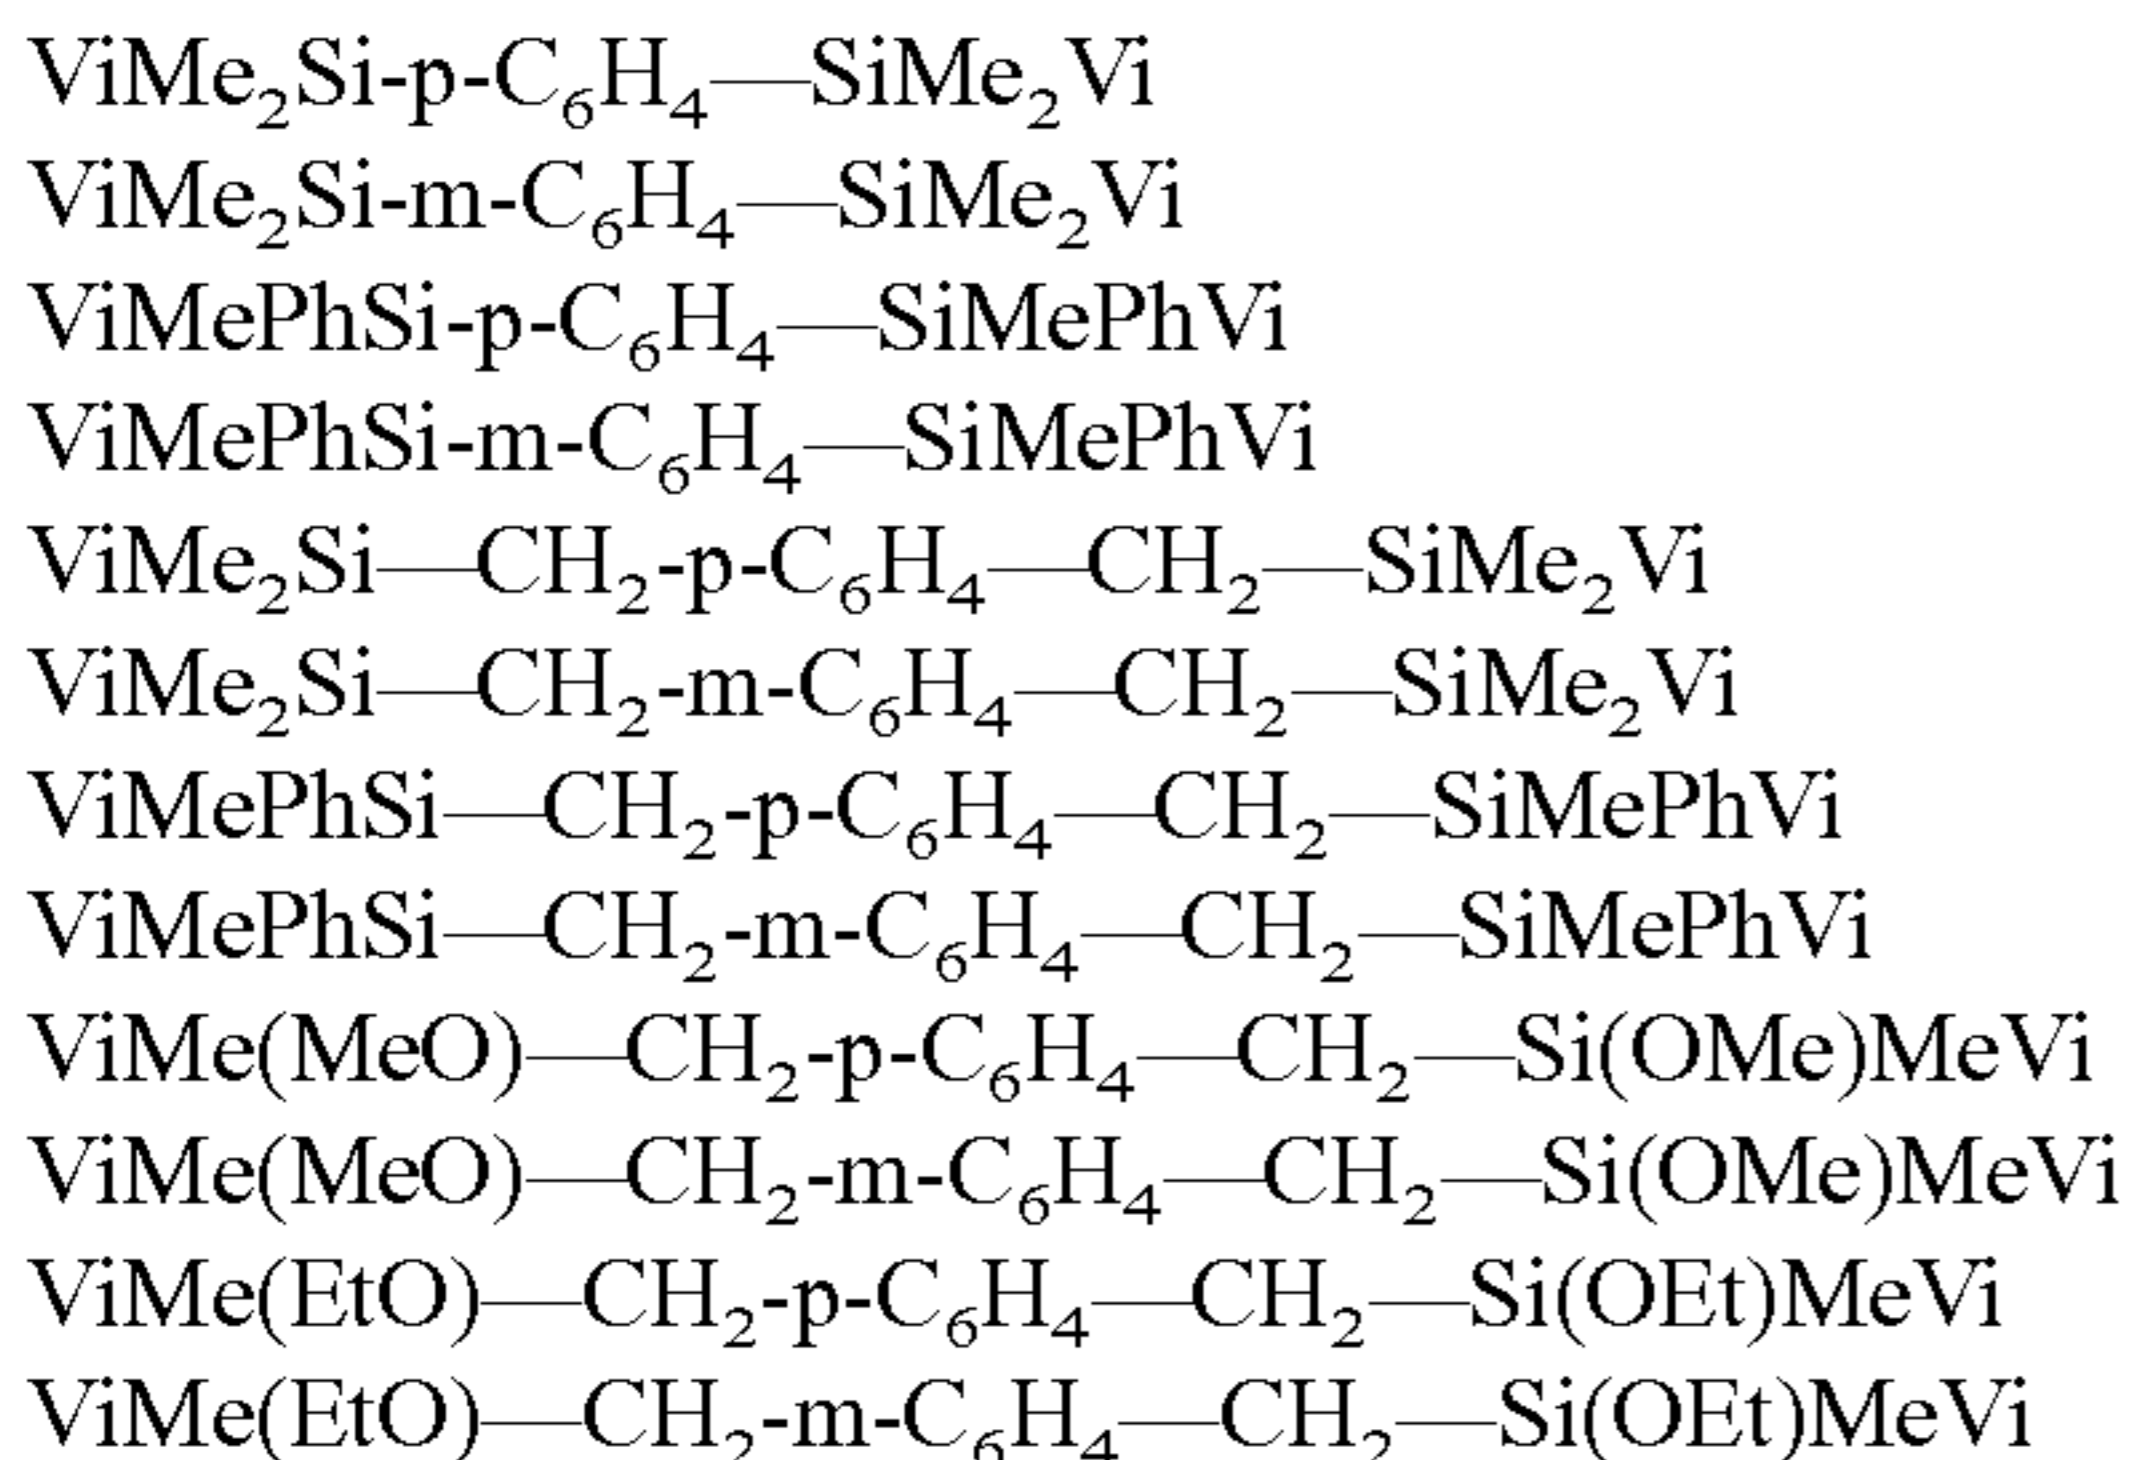 ViMe₂Si-p-C₆H₄—SiMe₂Vi
ViMe₂Si-m-C₆H₄—SiMe₂Vi
ViMePhSi-p-C₆H₄—SiMePhVi
ViMePhSi-m-C₆H₄—SiMePhVi
ViMe₂Si—CH₂-p-C₆H₄—CH₂—SiMe₂Vi
ViMe₂Si—CH₂-m-C₆H₄—CH₂—SiMe₂Vi
ViMePhSi—CH₂-p-C₆H₄—CH₂—SiMePhVi
ViMePhSi—CH₂-m-C₆H₄—CH₂—SiMePhVi
ViMe(MeO)—CH₂-p-C₆H₄—CH₂—Si(OMe)MeVi
ViMe(MeO)—CH₂-m-C₆H₄—CH₂—Si(OMe)MeVi
ViMe(EtO)—CH₂-p-C₆H₄—CH₂—Si(OEt)MeVi
ViMe(EtO)—CH₂-m-C₆H₄—CH₂—Si(OEt)MeVi